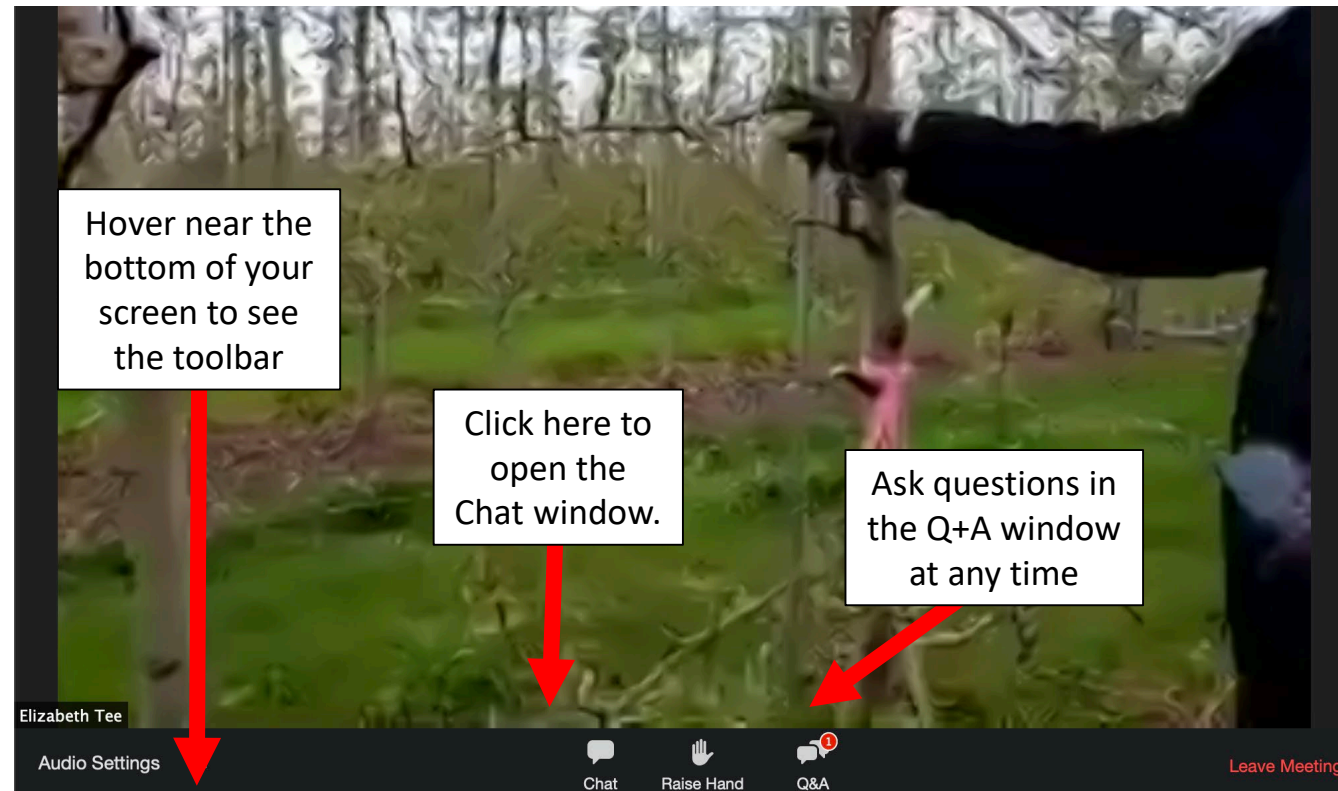 Hover near the
bottom of your
screen to see
the toolbar
Click here to
open the
Chat window.
Ask questions in
the Q+A window
at any time
Elizabeth Tee
Audio Settings
Chat
Raise Hand
1
Q&A
Leave Meeting